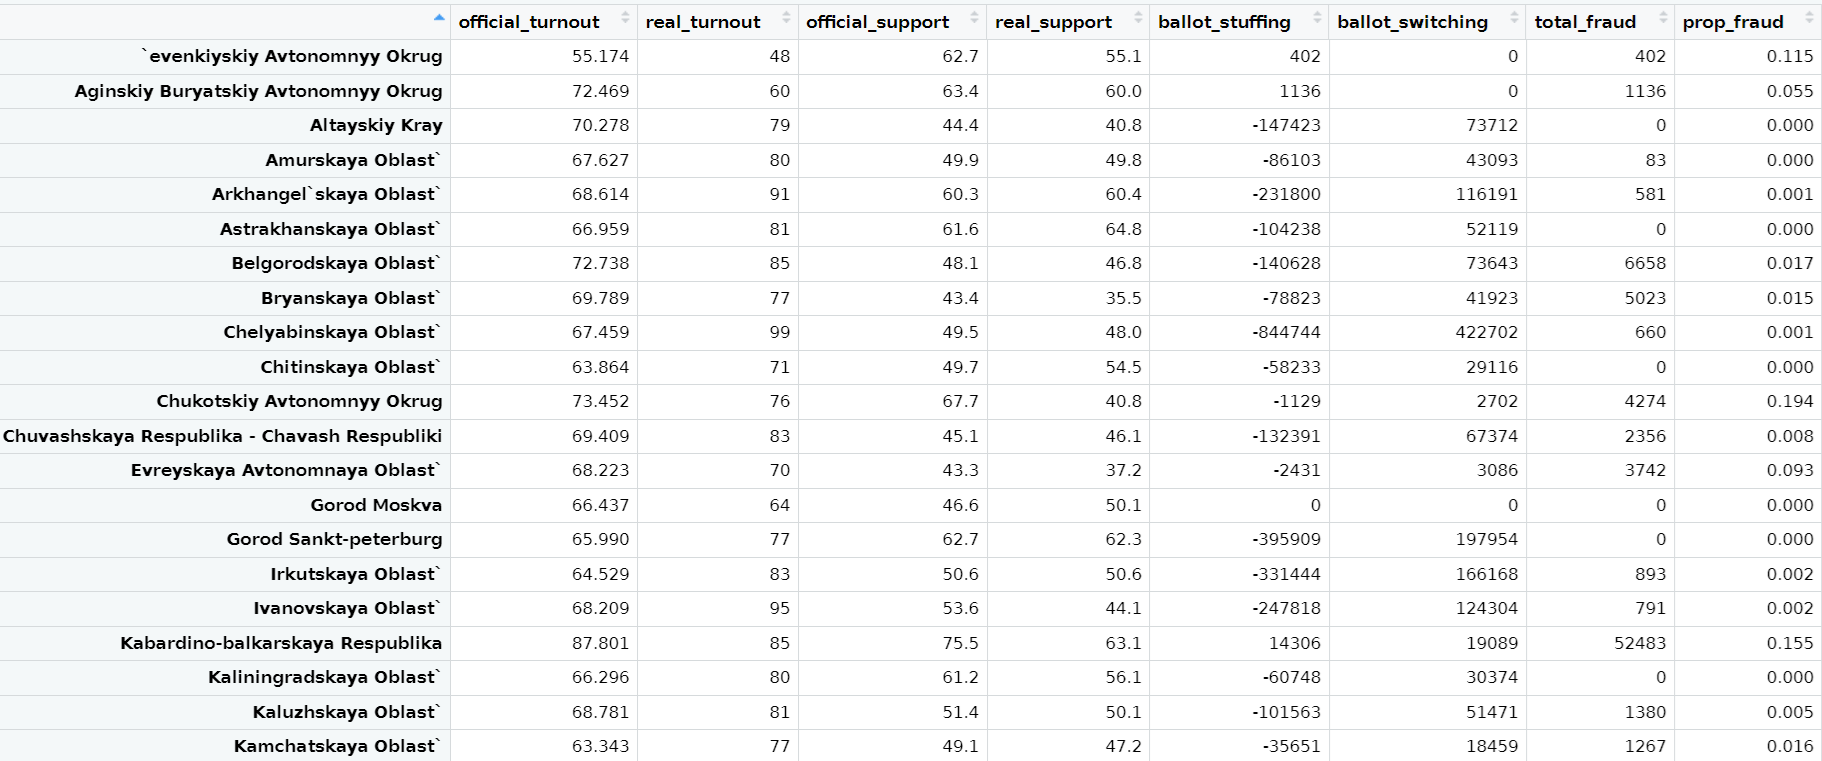 official_turnout real_turnout official_support real_support ballot_stuffing ballot_switching total_fraud prop_fraud
`evenkiyskiy Avtonomnyy Okrug 55.174 48 62.7 55.1 402 0 402 0.115
Aginskiy Buryatskiy Avtonomnyy Okrug 72.469 60 63.4 60.0 1136 0 1136 0.055
Altayskiy Kray 70.278 79 44.4 40.8 -147423 73712 0 0.000
Amurskaya Oblast` 67.627 80 49.9 49.8 -86103 43093 83 0.000
Arkhangel`skaya Oblast` 68.614 91 60.3 60.4 -231800 116191 581 0.001
Astrakhanskaya Oblast` 66.959 81 61.6 64.8 -104238 52119 0 0.000
Belgorodskaya Oblast` 72.738 85 48.1 46.8 -140628 73643 6658 0.017
Bryanskaya Oblast` 69.789 77 43.4 35.5 -78823 41923 5023 0.015
Chelyabinskaya Oblast` 67.459 99 49.5 48.0 -844744 422702 660 0.001
Chitinskaya Oblast` 63.864 71 49.7 54.5 -58233 29116 0 0.000
Chukotskiy Avtonomnyy Okrug 73.452 76 67.7 40.8 -1129 2702 4274 0.194
Chuvashskaya Respublika - Chavash Respubliki 69.409 83 45.1 46.1 -132391 67374 2356 0.008
Evreyskaya Avtonomnaya Oblast` 68.223 70 43.3 37.2 -2431 3086 3742 0.093
Gorod Moskva 66.437 64 46.6 50.1 0 0 0 0.000
Gorod Sankt-peterburg 65.990 77 62.7 62.3 -395909 197954 0 0.000
Irkutskaya Oblast` 64.529 83 50.6 50.6 -331444 166168 893 0.002
Ivanovskaya Oblast` 68.209 95 53.6 44.1 -247818 124304 791 0.002
Kabardino-balkarskaya Respublika 87.801 85 75.5 63.1 14306 19089 52483 0.155
Kaliningradskaya Oblast` 66.296 80 61.2 56.1 -60748 30374 0 0.000
Kaluzhskaya Oblast` 68.781 81 51.4 50.1 -101563 51471 1380 0.005
Kamchatskaya Oblast` 63.343 77 49.1 47.2 -35651 18459 1267 0.016